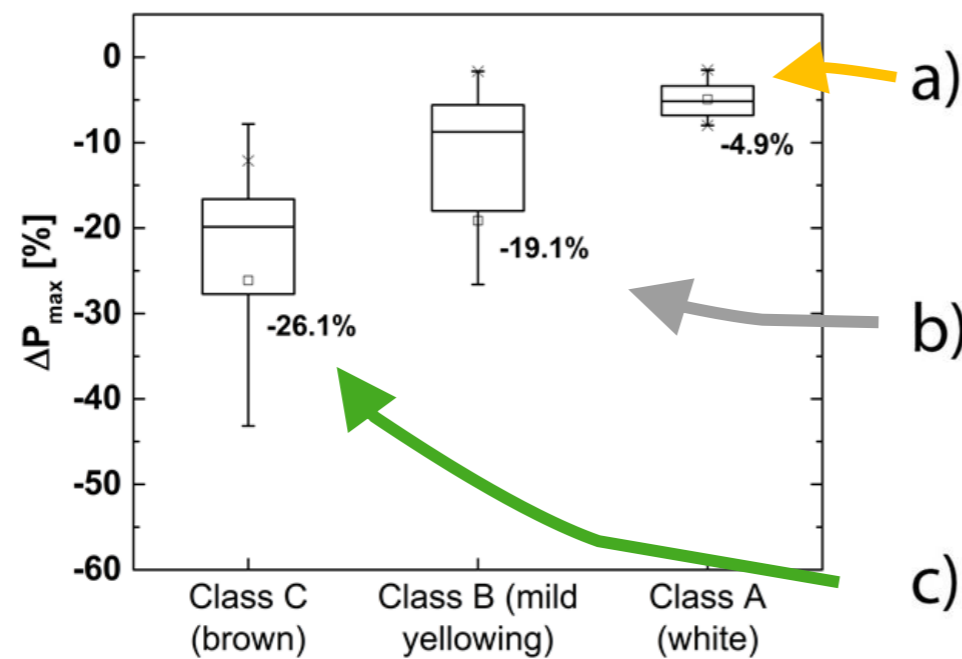 0
-10
-20
-30
-40
-50
-60
ΔPmax [%]
-26.1%
-19.1%
-4.9%
Class C
(brown)
Class B (mild
yellowing)
Class A
(white)
a)
b)
c)